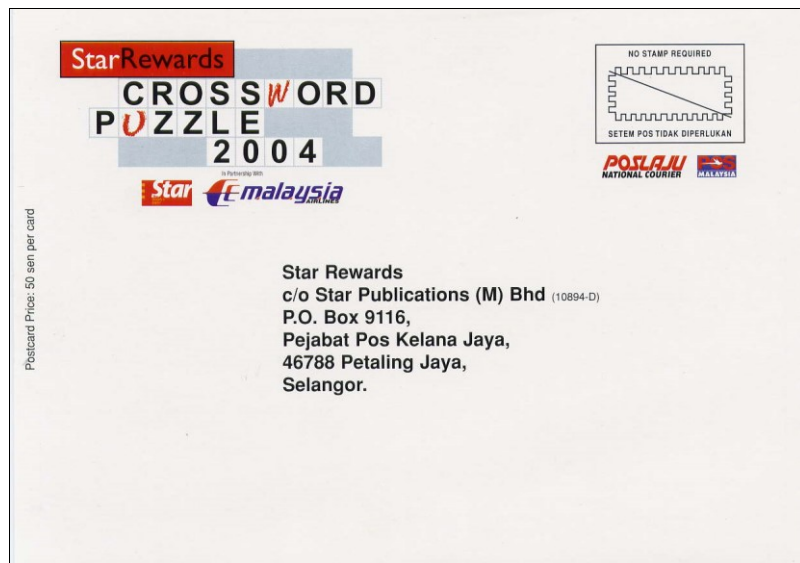 StarRewards
CROSSWORD
PUZZLE
2004
In Partnership With
Star
malaysia
AIRLINES
NO STAMP REQUIRED
SETEM POS TIDAK DIPERLUKAN
POSLAJU
NATIONAL COURIER
POS
MALAYSIA
Postcard Price: 50 sen per card
Star Rewards
c/o Star Publications (M) Bhd (10894-D)
P.O. Box 9116,
Pejabat Pos Kelana Jaya,
46788 Petaling Jaya,
Selangor.